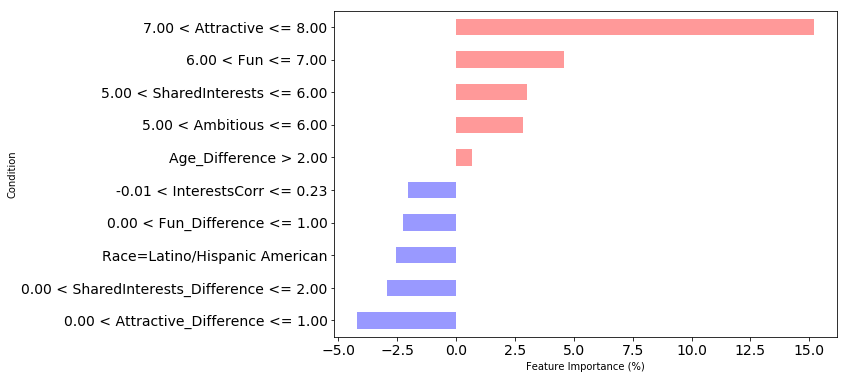 7.00 < Attractive <= 8.00
6.00 < Fun <= 7.00
5.00 < SharedInterests <= 6.00
5.00 < Ambitious <= 6.00
Age_Difference > 2.00
-0.01 < InterestsCorr <= 0.23
0.00 < Fun_Difference <= 1.00
Race=Latino/Hispanic American
0.00 < SharedInterests_Difference <= 2.00
0.00 < Attractive_Difference <= 1.00
Condition
−5.0 −2.5 0.0 2.5 5.0 7.5 10.0 12.5 15.0
Feature Importance (%)